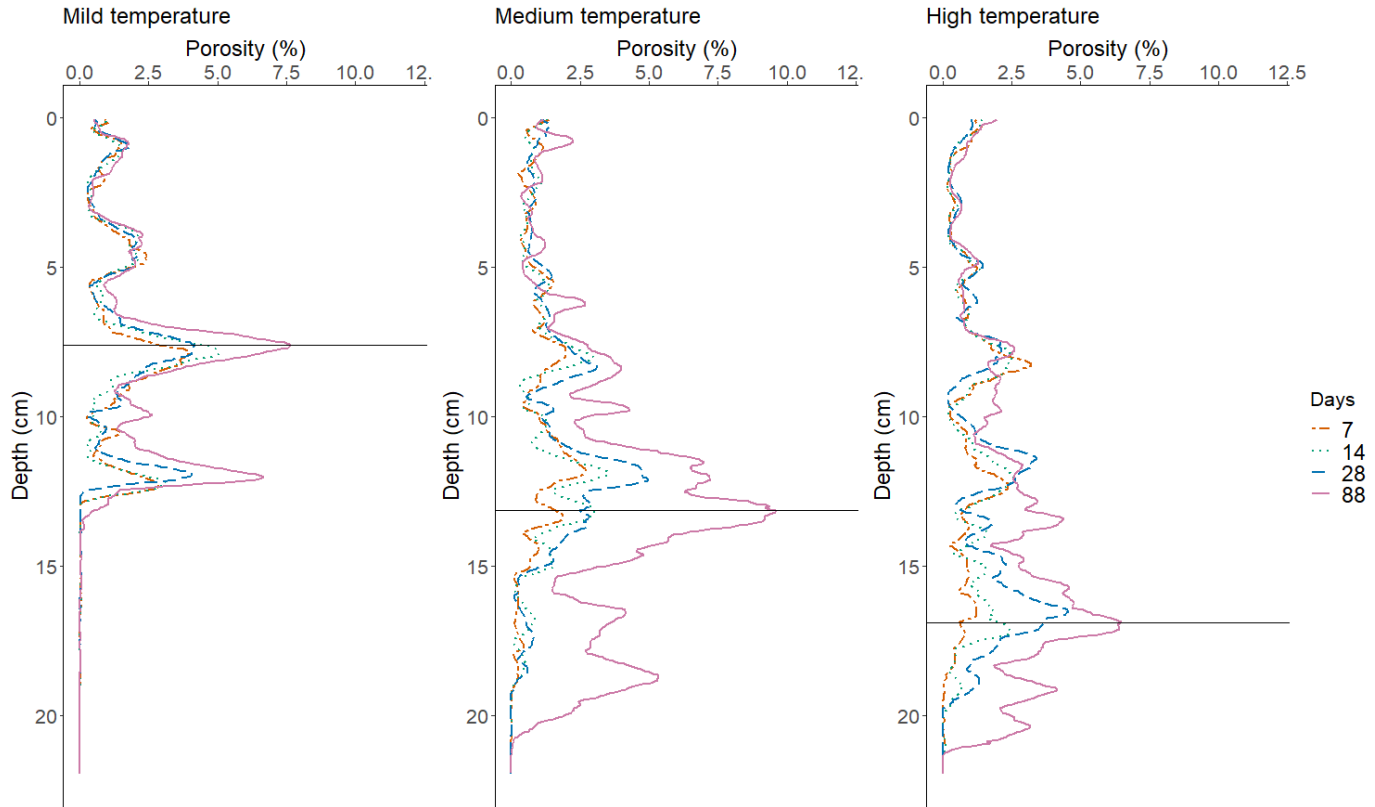 Mild temperature
Porosity (%)
0.0 2.5 5.0 7.5 10.0 12.
0
5
10
15
20
Depth (cm)
Medium temperature
Porosity (%)
0.0 2.5 5.0 7.5 10.0 12.
0
5
10
15
20
Depth (cm)
High temperature
Porosity (%)
0.0 2.5 5.0 7.5 10.0 12.5
0
5
10
15
20
Depth (cm)
Days
7
14
28
88